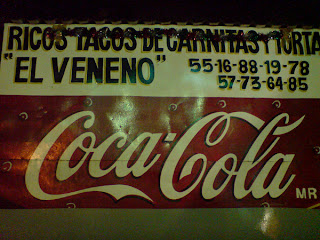 RICOS TACOS DE CARNITAS Y TORTA
"EL VENENO" 55-16-88-19-78
57-73-64-85
Coca-Cola
MR